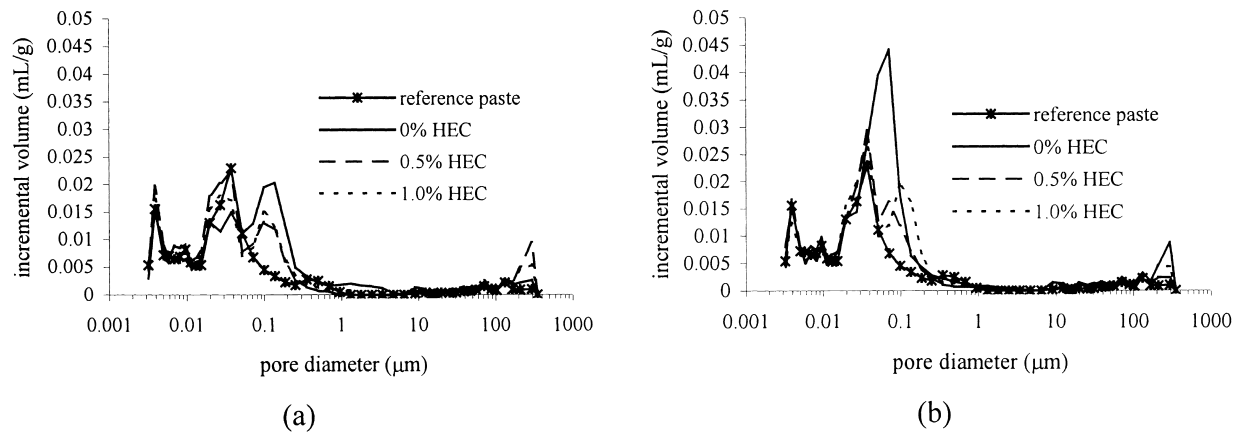 incremental volume (mL/g)
0.05
0.045
0.04
0.035
0.03
0.025
0.02
0.015
0.01
0.005
0
reference paste
0% HEC
0.5% HEC
1.0% HEC
0.001 0.01 0.1 1 10 100 1000
pore diameter (μm)
(a)
incremental volume (mL/g)
0.05
0.045
0.04
0.035
0.03
0.025
0.02
0.015
0.01
0.005
0
reference paste
0% HEC
0.5% HEC
1.0% HEC
0.001 0.01 0.1 1 10 100 1000
pore diameter (μm)
(b)